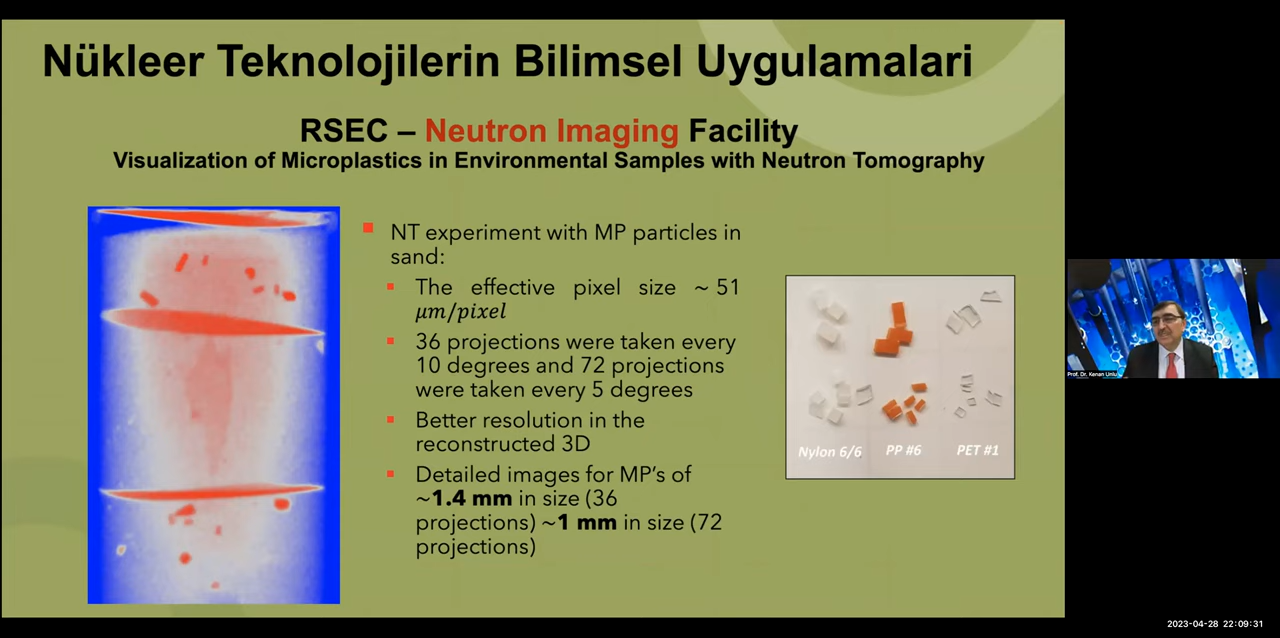 Nükleer Teknolojilerin Bilimsel Uygulamalari
RSEC – Neutron Imaging Facility
Visualization of Microplastics in Environmental Samples with Neutron Tomography
NT experiment with MP particles in
sand:
The effective pixel size ~ 51
μm/pixel
36 projections were taken every
10 degrees and 72 projections
were taken every 5 degrees
Better resolution in the
reconstructed 3D
Detailed images for MP's of
~1.4 mm in size (36
projections) ~1 mm in size (72
projections)
Nylon 6/6 PP #6 PET #1
Prof. Dr. Kenan Unlu
2023-04-28 22:09:31